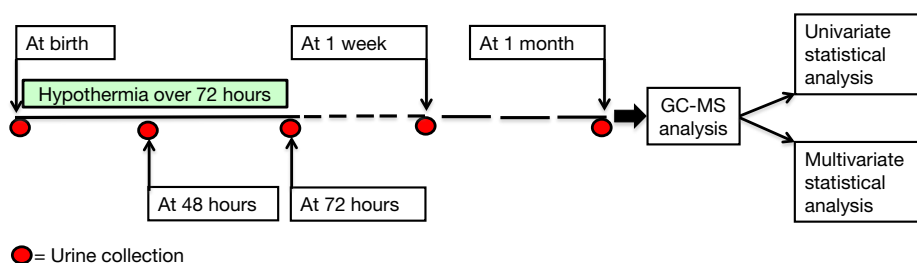 At birth
At 1 week
At 1 month
Univariate
statistical
analysis
Hypothermia over 72 hours
GC-MS
analysis
At 48 hours
At 72 hours
Multivariate
statistical
analysis
= Urine collection